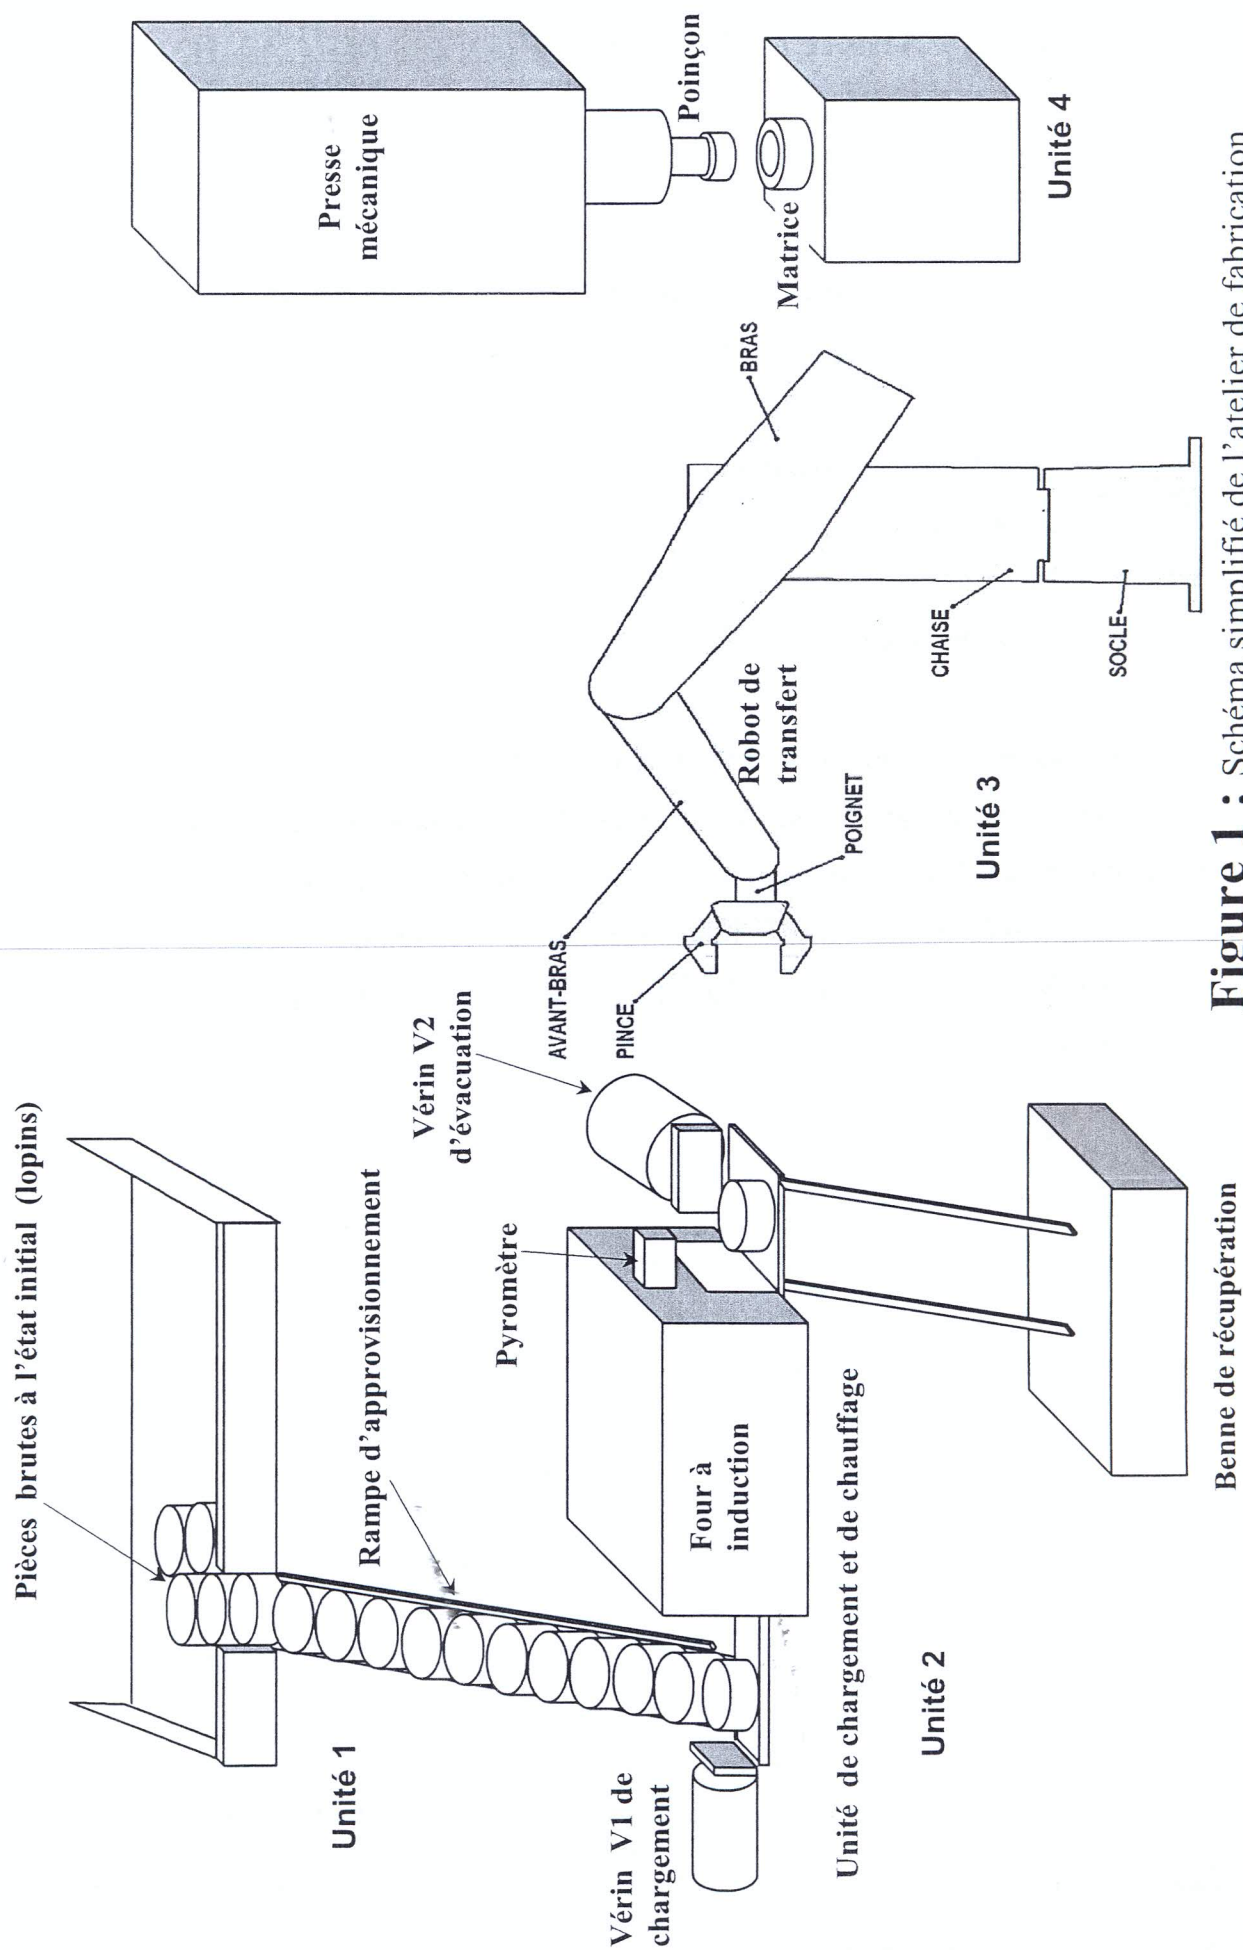 Pièces brutes à l'état initial (lopins)
Unité 1
Rampe d'approvisionnement
Vérin V2
d'évacuation
Pyromètre
Four à
induction
Vérin V1 de
chargement
Unité de chargement et de chauffage
Unité 2
Benne de récupération
AVANT-BRAS
PINCE
POIGNET
Robot de
transfert
BRAS
CHAISE
SOCLE
Unité 3
Presse
mécanique
Poinçon
Matrice
Unité 4
Figure 1 : Schéma simplifié de l'atelier de fabrication